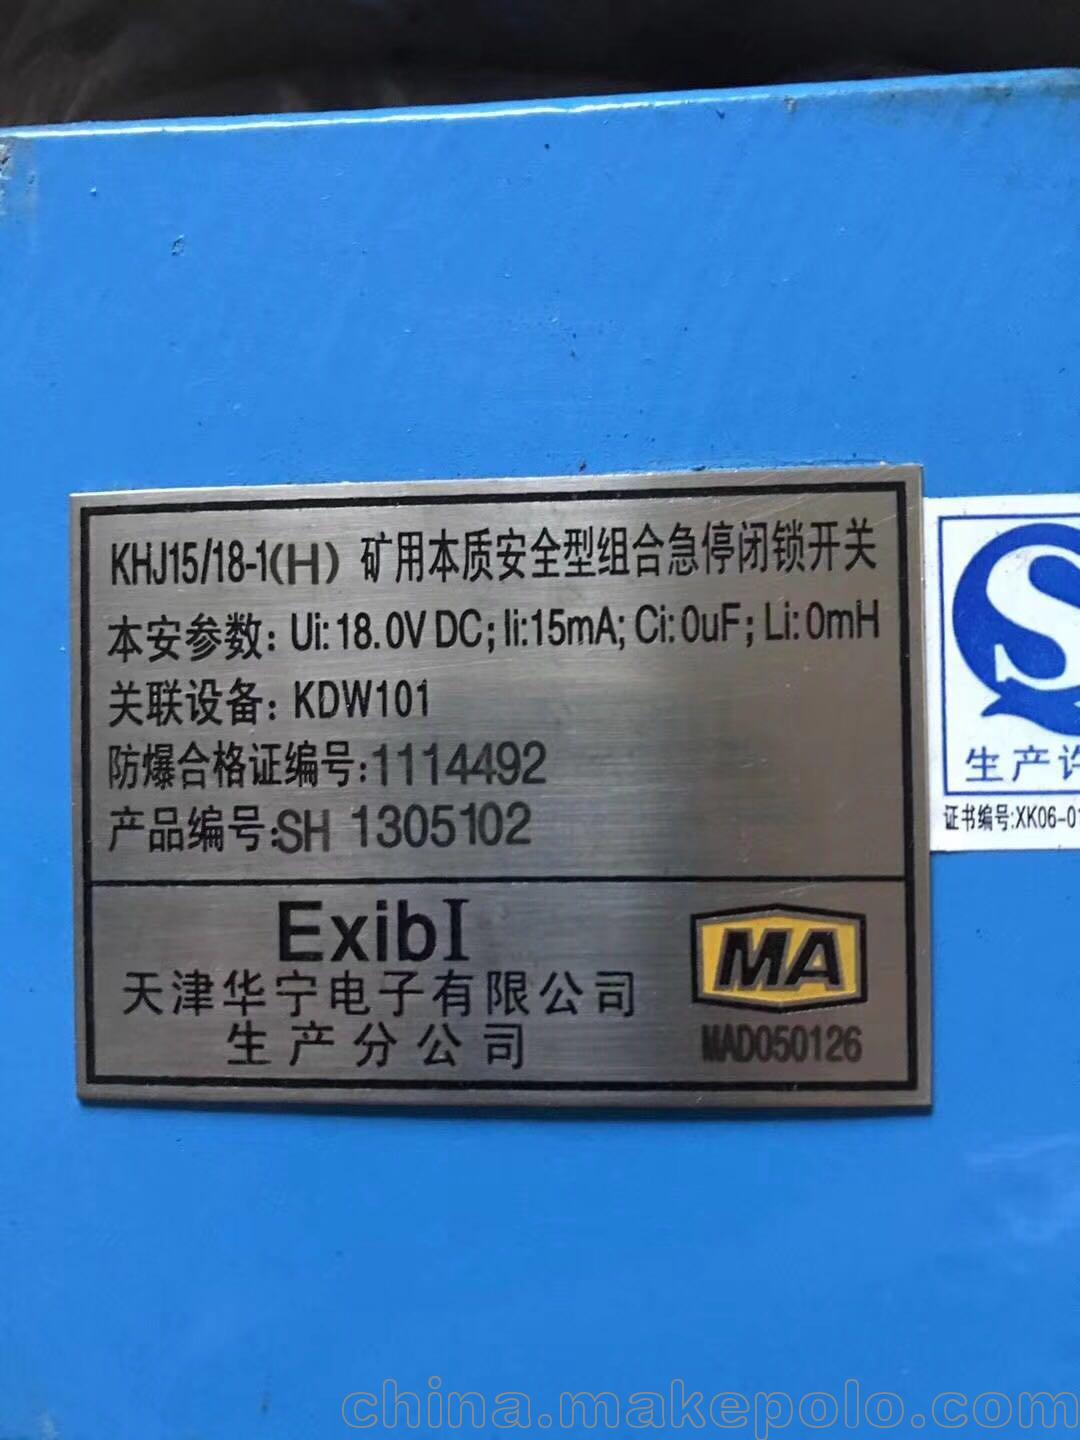 KHJ15/18-1(H) 矿用本质安全型组合急停闭锁开关
本安参数: Ui:18.0V DC; Ii:15mA; Ci:0uF; Li:0mH
关联设备: KDW101
防爆合格证编号:1114492
产品编号:SH 1305102
ExibI
天津华宁电子有限公司
生产分公司
MA
MAD050126
生产许
证书编号:XK06-01
china.makepolo.com